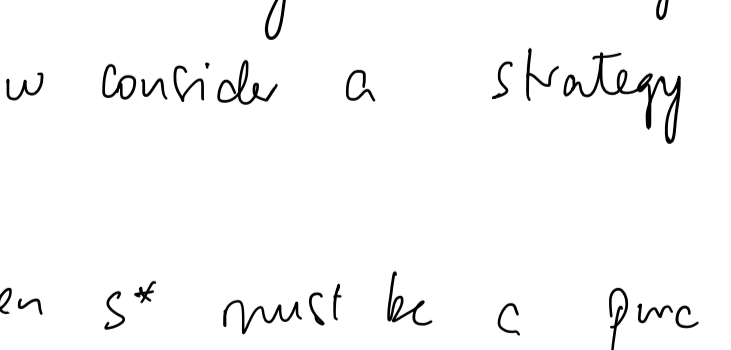 w consider a strategy
en s* must be a pure